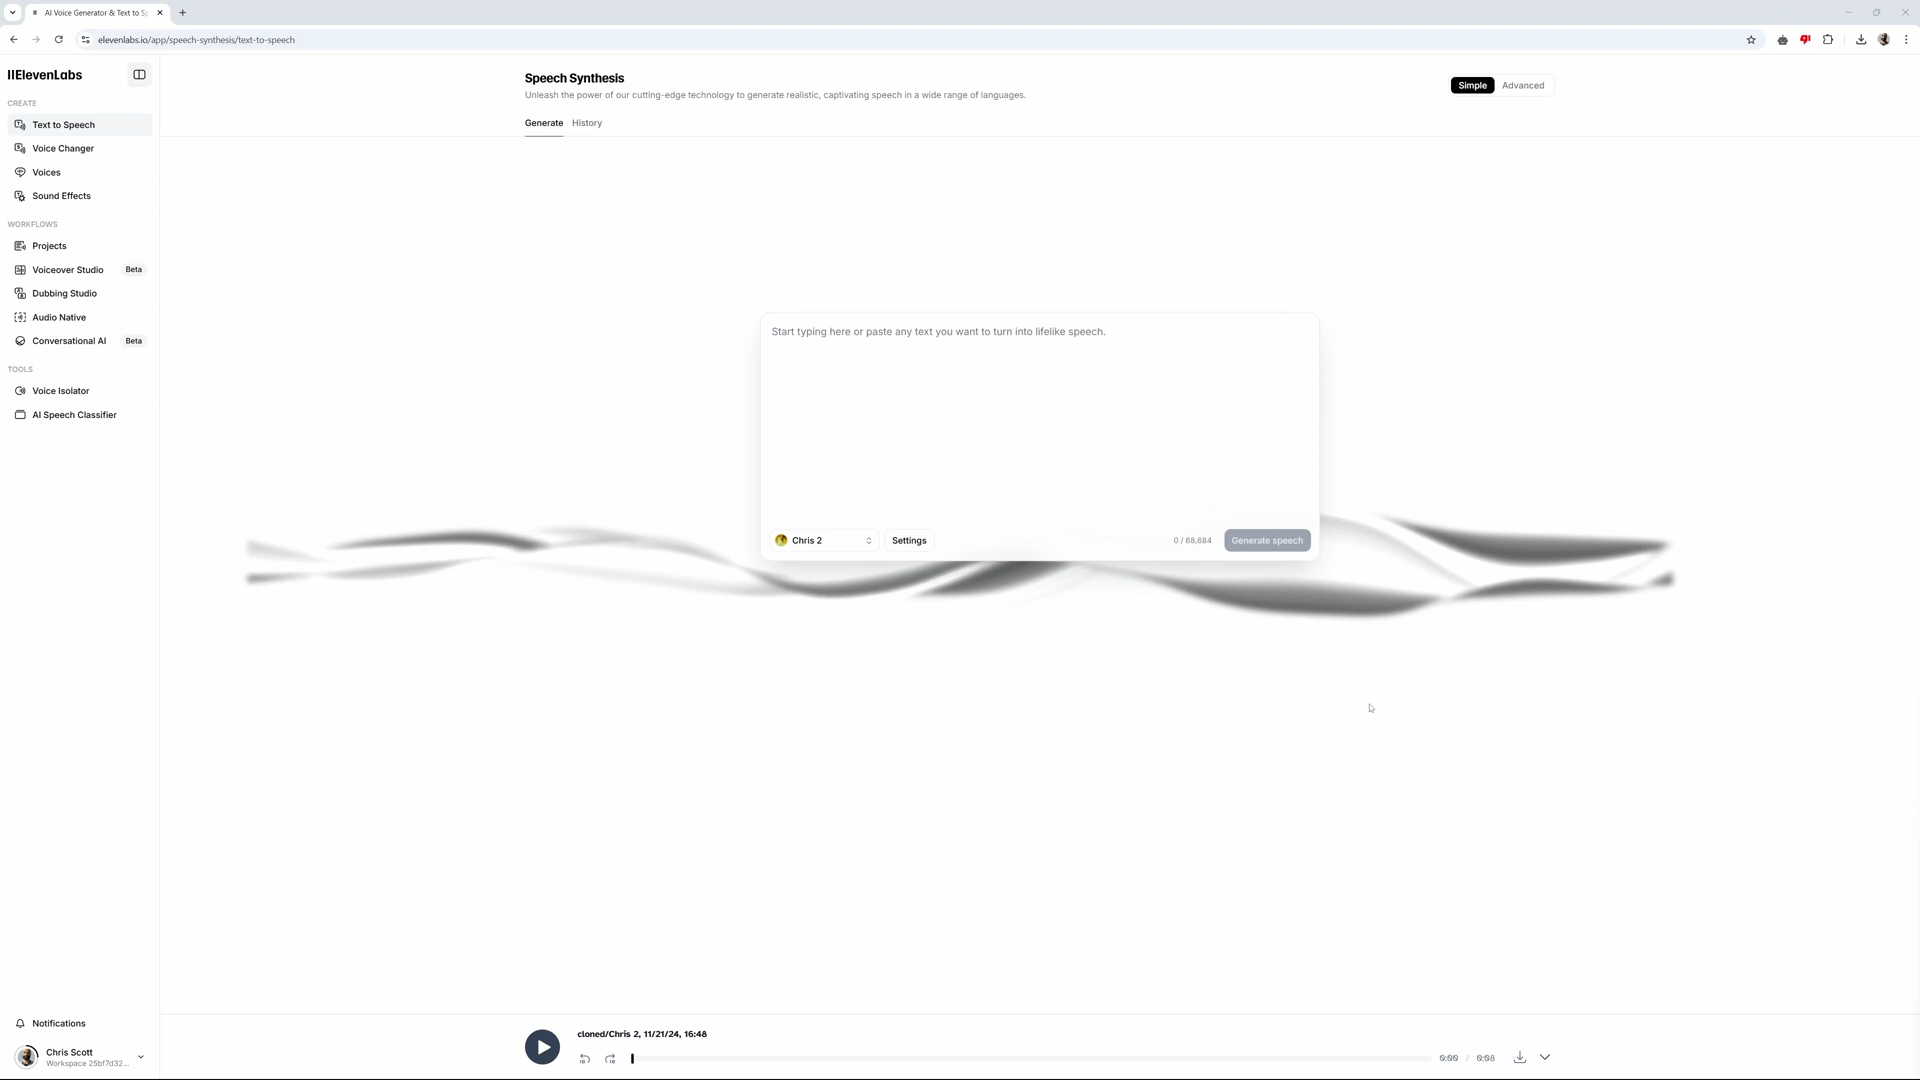 AI Voice Generator & Text to S
elevenlabs.io/app/speech-synthesis/text-to-speech
IIElevenLabs
CREATE
Text to Speech
Voice Changer
Voices
Sound Effects
WORKFLOWS
Projects
Voiceover Studio Beta
Dubbing Studio
Audio Native
Conversational AI Beta
TOOLS
Voice Isolator
AI Speech Classifier
Notifications
Chris Scott
Workspace 25bf7d32...
Speech Synthesis
Unleash the power of our cutting-edge technology to generate realistic, captivating speech in a wide range of languages.
Simple Advanced
Generate History
Start typing here or paste any text you want to turn into lifelike speech.
Chris 2 Settings 0 / 68,684 Generate speech
cloned/Chris 2, 11/21/24, 16:48
10 10 0:00 / 0:08